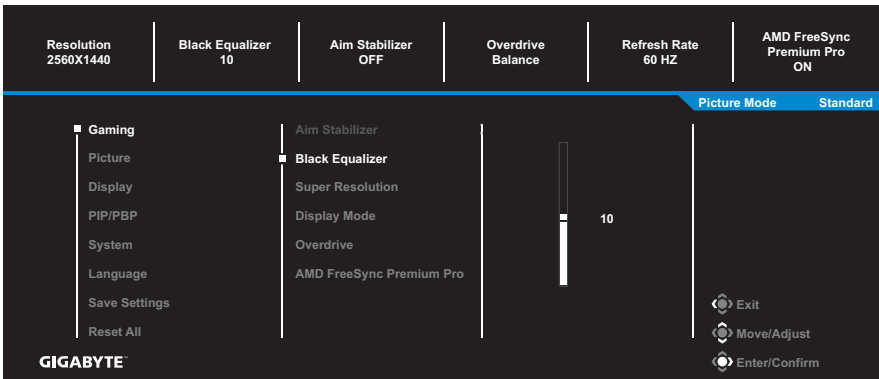 Resolution
2560X1440
Black Equalizer
10
Aim Stabilizer
OFF
Overdrive
Balance
Refresh Rate
60 HZ
AMD FreeSync
Premium Pro
ON
Picture Mode Standard
Gaming
Picture
Display
PIP/PBP
System
Language
Save Settings
Reset All
Aim Stabilizer
Black Equalizer
Super Resolution
Display Mode
Overdrive
AMD FreeSync Premium Pro
10
Exit
Move/Adjust
Enter/Confirm
GIGABYTE™